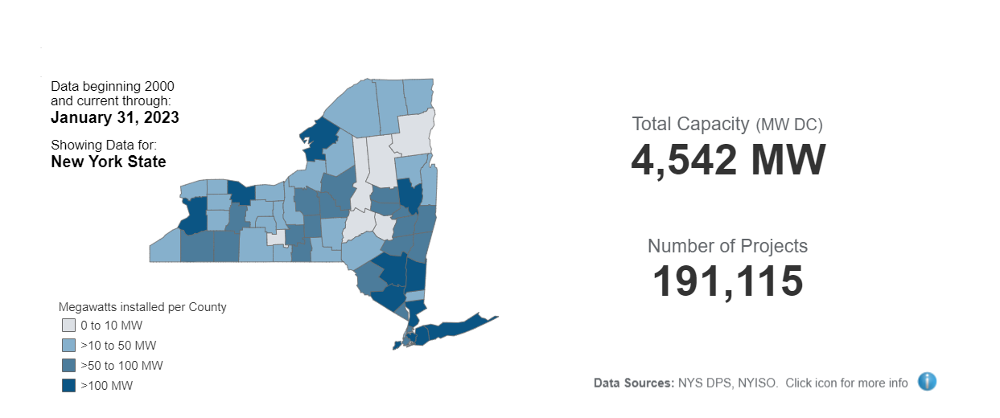 Data beginning 2000
and current through:
January 31, 2023
Showing Data for:
New York State
Megawatts installed per County
0 to 10 MW
>10 to 50 MW
>50 to 100 MW
>100 MW
Total Capacity (MW DC)
4,542 MW
Number of Projects
191,115
Data Sources: NYS DPS, NYISO. Click icon for more info
i